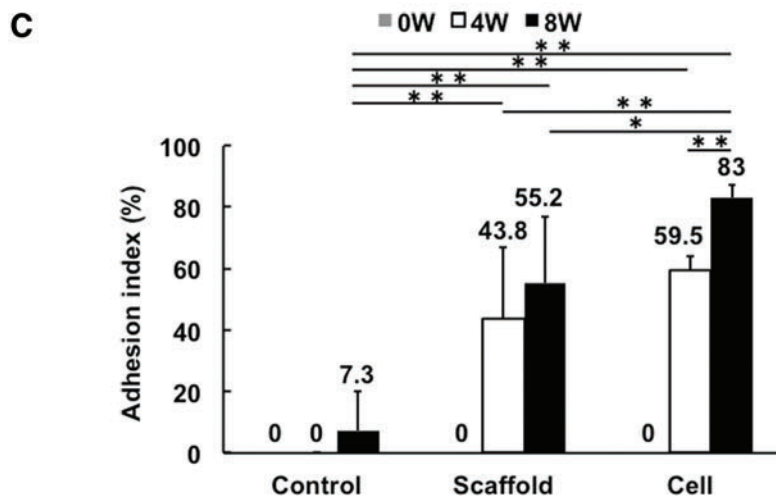 C
0W 4W 8W
**
**
**
**
**
*
**
100
80
60
40
20
0
Adhesion index (%)
0 0 7.3
0 43.8 55.2
0 59.5 83
Control Scaffold Cell